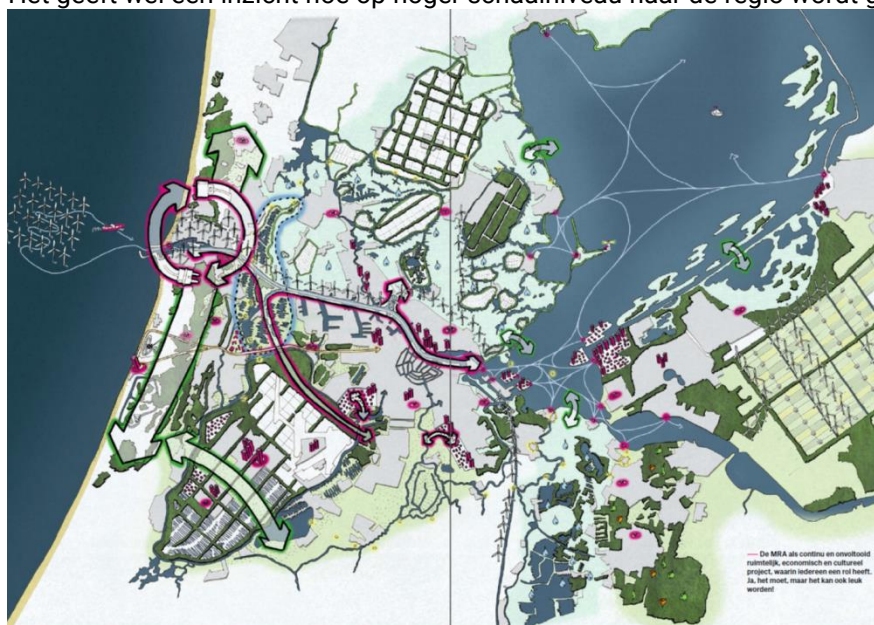 Het geeft wel een inzicht hoe op hoger schaalniveau naar de regio wordt g
— De MRA als continu en onvoltooid
ruimtelijk, economisch en cultureel
project, waarin iedereen een rol heeft.
Ja, het moet, maar het kan ook leuk
worden!